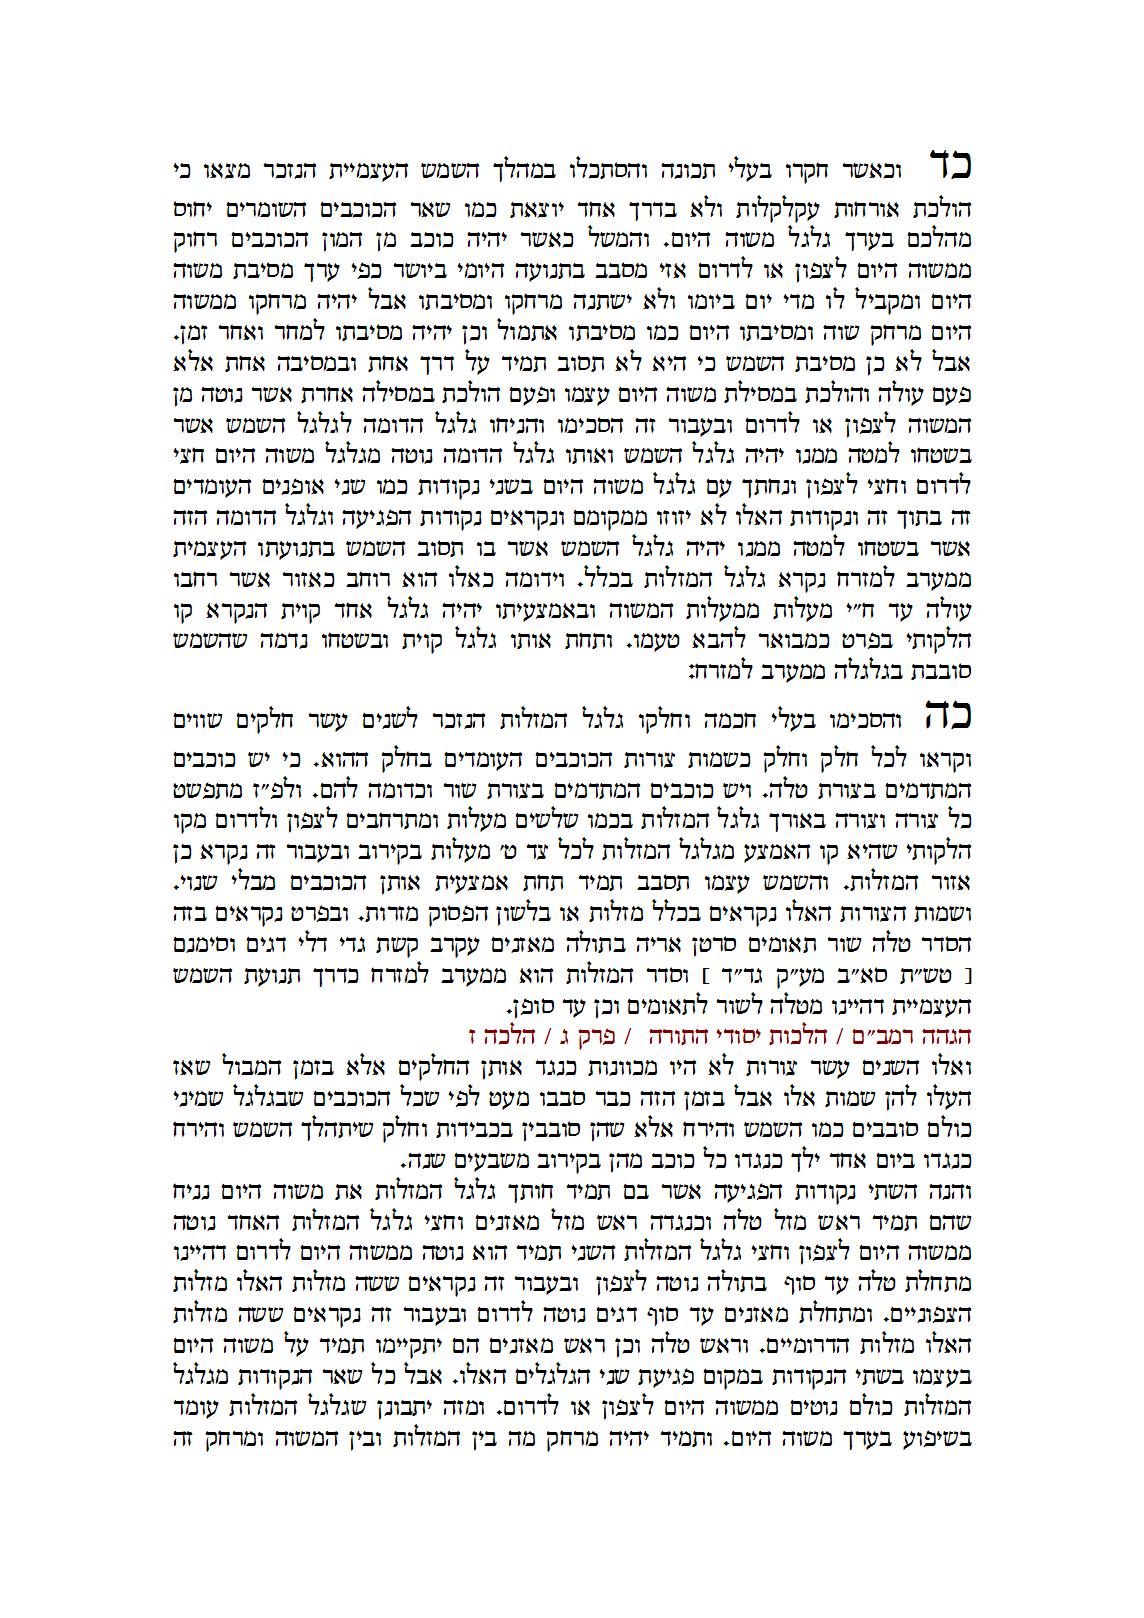 כד וכאשר חקרו בעלי תכונה והסתכלו במהלך השמש העצמיית הנזכר מצאו כי
הולכת אורחות עקלקלות ולא בדרך אחד יוצאת כמו שאר הכוכבים השומרים יחוס
מהלכם בערך גלגל משוה היום. והמשל כאשר יהיה כוכב מן המון הכוכבים רחוק
ממשוה היום לצפון או לדרום אזי מסבב בתנועה היומי ביושר כפי ערך מסיבת משוה
היום ומקביל לו מדי יום ביומו ולא ישתנה מרחקו ומסיבתו אבל יהיה מרחקו ממשוה
היום מרחק שוה ומסיבתו היום כמו מסיבתו אתמול וכן יהיה מסיבתו למחר ואחר זמן.
אבל לא כן מסיבת השמש כי היא לא תסוב תמיד על דרך אחת ובמסיבה אחת אלא
פעם עולה והולכת במסילת משוה היום עצמו ופעם הולכת במסילה אחרת אשר נוטה מן
המשוה לצפון או לדרום ובעבור זה הסכימו והניחו גלגל הדומה לגלגל השמש אשר
בשטחו למטה ממנו יהיה גלגל השמש ואותו גלגל הדומה נוטה מגלגל משוה היום חצי
לדרום וחצי לצפון ונחתך עם גלגל משוה היום בשני נקודות כמו שני אופנים העומדים
זה בתוך זה ונקודות האלו לא יזוזו ממקומם ונקראים נקודות הפגיעה וגלגל הדומה הזה
אשר בשטחו למטה ממנו יהיה גלגל השמש אשר בו תסוב השמש בתנועתו העצמית
ממערב למזרח נקרא גלגל המזלות בכלל. וידומה כאלו הוא רוחב כאזור אשר רחבו
עולה עד ח״י מעלות ממעלות המשוה ובאמצעיתו יהיה גלגל אחד קוית הנקרא קו
הלקותי בפרט כמבואר להבא טעמו. ותחת אותו גלגל קוית ובשטחו נדמה שהשמש
סובבת בגלגלה ממערב למזרח:
כה והסכימו בעלי חכמה וחלקו גלגל המזלות הנזכר לשנים עשר חלקים שווים
וקראו לכל חלק וחלק כשמות צורות הכוכבים העומדים בחלק ההוא. כי יש כוכבים
המתדמים בצורת טלה. ויש כוכבים המתדמים בצורת שור וכדומה להם. ולפ״ז מתפשט
כל צורה וצורה באורך גלגל המזלות בכמו שלשים מעלות ומתרחבים לצפון ולדרום מקו
הלקותי שהיא קו האמצע מגלגל המזלות לכל צד ט׳ מעלות בקירוב ובעבור זה נקרא כן
אזור המזלות. והשמש עצמו תסבב תמיד תחת אמצעית אותן הכוכבים מבלי שנוי.
ושמות הצורות האלו נקראים בכלל מזלות או בלשון הפסוק מזרות. ובפרט נקראים בזה
הסדר טלה שור תאומים סרטן אריה בתולה מאזנים עקרב קשת גדי דלי דגים וסימנם
[ טש״ת סא״ב מע״ק גד״ד ] וסדר המזלות הוא ממערב למזרח כדרך תנועת השמש
העצמיית דהיינו מטלה לשור לתאומים וכן עד סופן.
הגהה רמב״ם / הלכות יסודי התורה / פרק ג / הלכה ז
ואלו השנים עשר צורות לא היו מכוונות כנגד אותן החלקים אלא בזמן המבול שאז
העלו להן שמות אלו אבל בזמן הזה כבר סבבו מעט לפי שכל הכוכבים שבגלגל שמיני
כולם סובבים כמו השמש והירח אלא שהן סובבין בכבידות וחלק שיתהלך השמש והירח
כנגדו ביום אחד ילך כנגדו כל כוכב מהן בקירוב משבעים שנה.
והנה השתי נקודות הפגיעה אשר בם תמיד חותך גלגל המזלות את משוה היום נניח
שהם תמיד ראש מזל טלה וכנגדה ראש מזל מאזנים וחצי גלגל המזלות האחד נוטה
ממשוה היום לצפון וחצי גלגל המזלות השני תמיד הוא נוטה ממשוה היום לדרום דהיינו
מתחלת טלה עד סוף בתולה נוטה לצפון ובעבור זה נקראים ששה מזלות האלו מזלות
הצפוניים. ומתחלת מאזנים עד סוף דגים נוטה לדרום ובעבור זה נקראים ששה מזלות
האלו מזלות הדרומיים. וראש טלה וכן ראש מאזנים הם יתקיימו תמיד על משוה היום
בעצמו בשתי הנקודות במקום פגיעת שני הגלגלים האלו. אבל כל שאר הנקודות מגלגל
המזלות כולם נוטים ממשוה היום לצפון או לדרום. ומזה יתבונן שגלגל המזלות עומד
בשיפוע בערך משוה היום. ותמיד יהיה מרחק מה בין המזלות ובין המשוה ומרחק זה